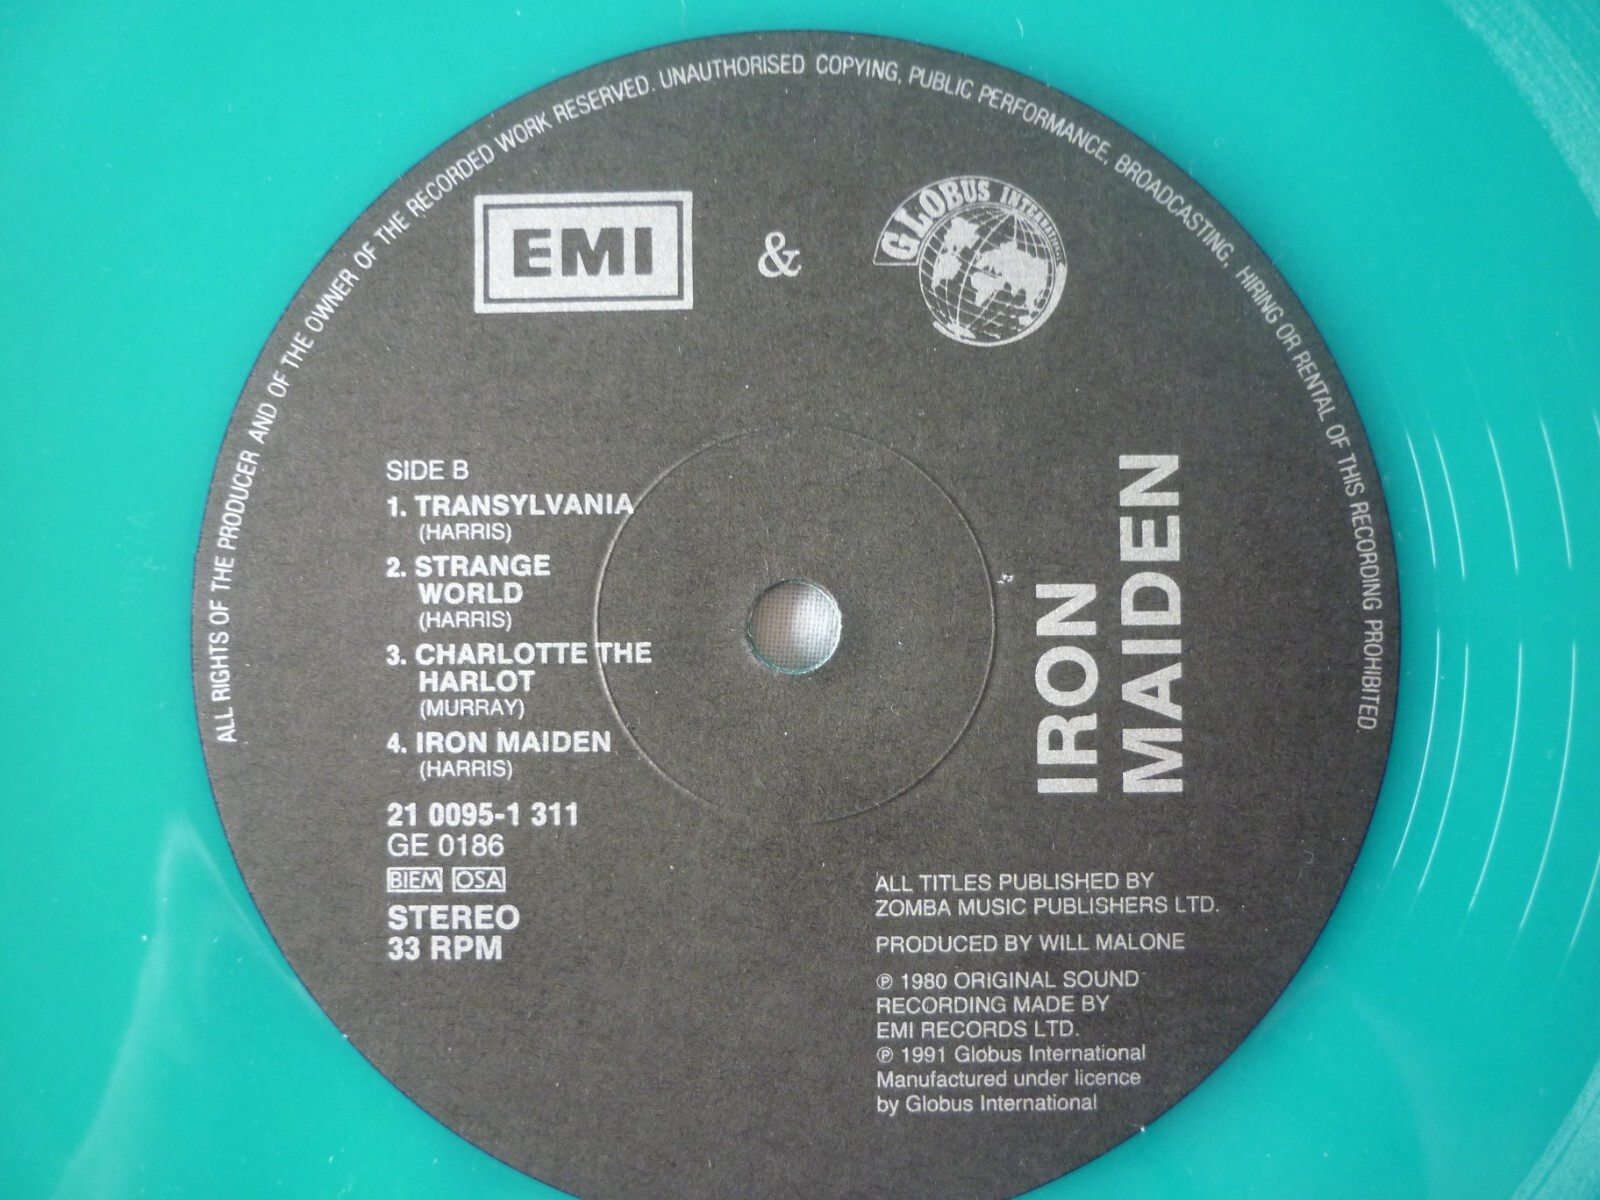 ALL RIGHTS OF THE PRODUCER AND OF THE OWNER OF THE RECORDED WORK RESERVED. UNAUTHORISED COPYING, PUBLIC PERFORMANCE, BROADCASTING, HIRING OR RENTAL OF THIS RECORDING PROHIBITED.
EMI & GLOBUS INTERNATIONAL
SIDE B
1. TRANSYLVANIA
(HARRIS)
2. STRANGE
WORLD
(HARRIS)
3. CHARLOTTE THE
HARLOT
(MURRAY)
4. IRON MAIDEN
(HARRIS)
21 0095-1 311
GE 0186
BIEM OSA
STEREO
33 RPM
IRON
MAIDEN
ALL TITLES PUBLISHED BY
ZOMBA MUSIC PUBLISHERS LTD.
PRODUCED BY WILL MALONE
℗ 1980 ORIGINAL SOUND
RECORDING MADE BY
EMI RECORDS LTD.
℗ 1991 Globus International
Manufactured under licence
by Globus International